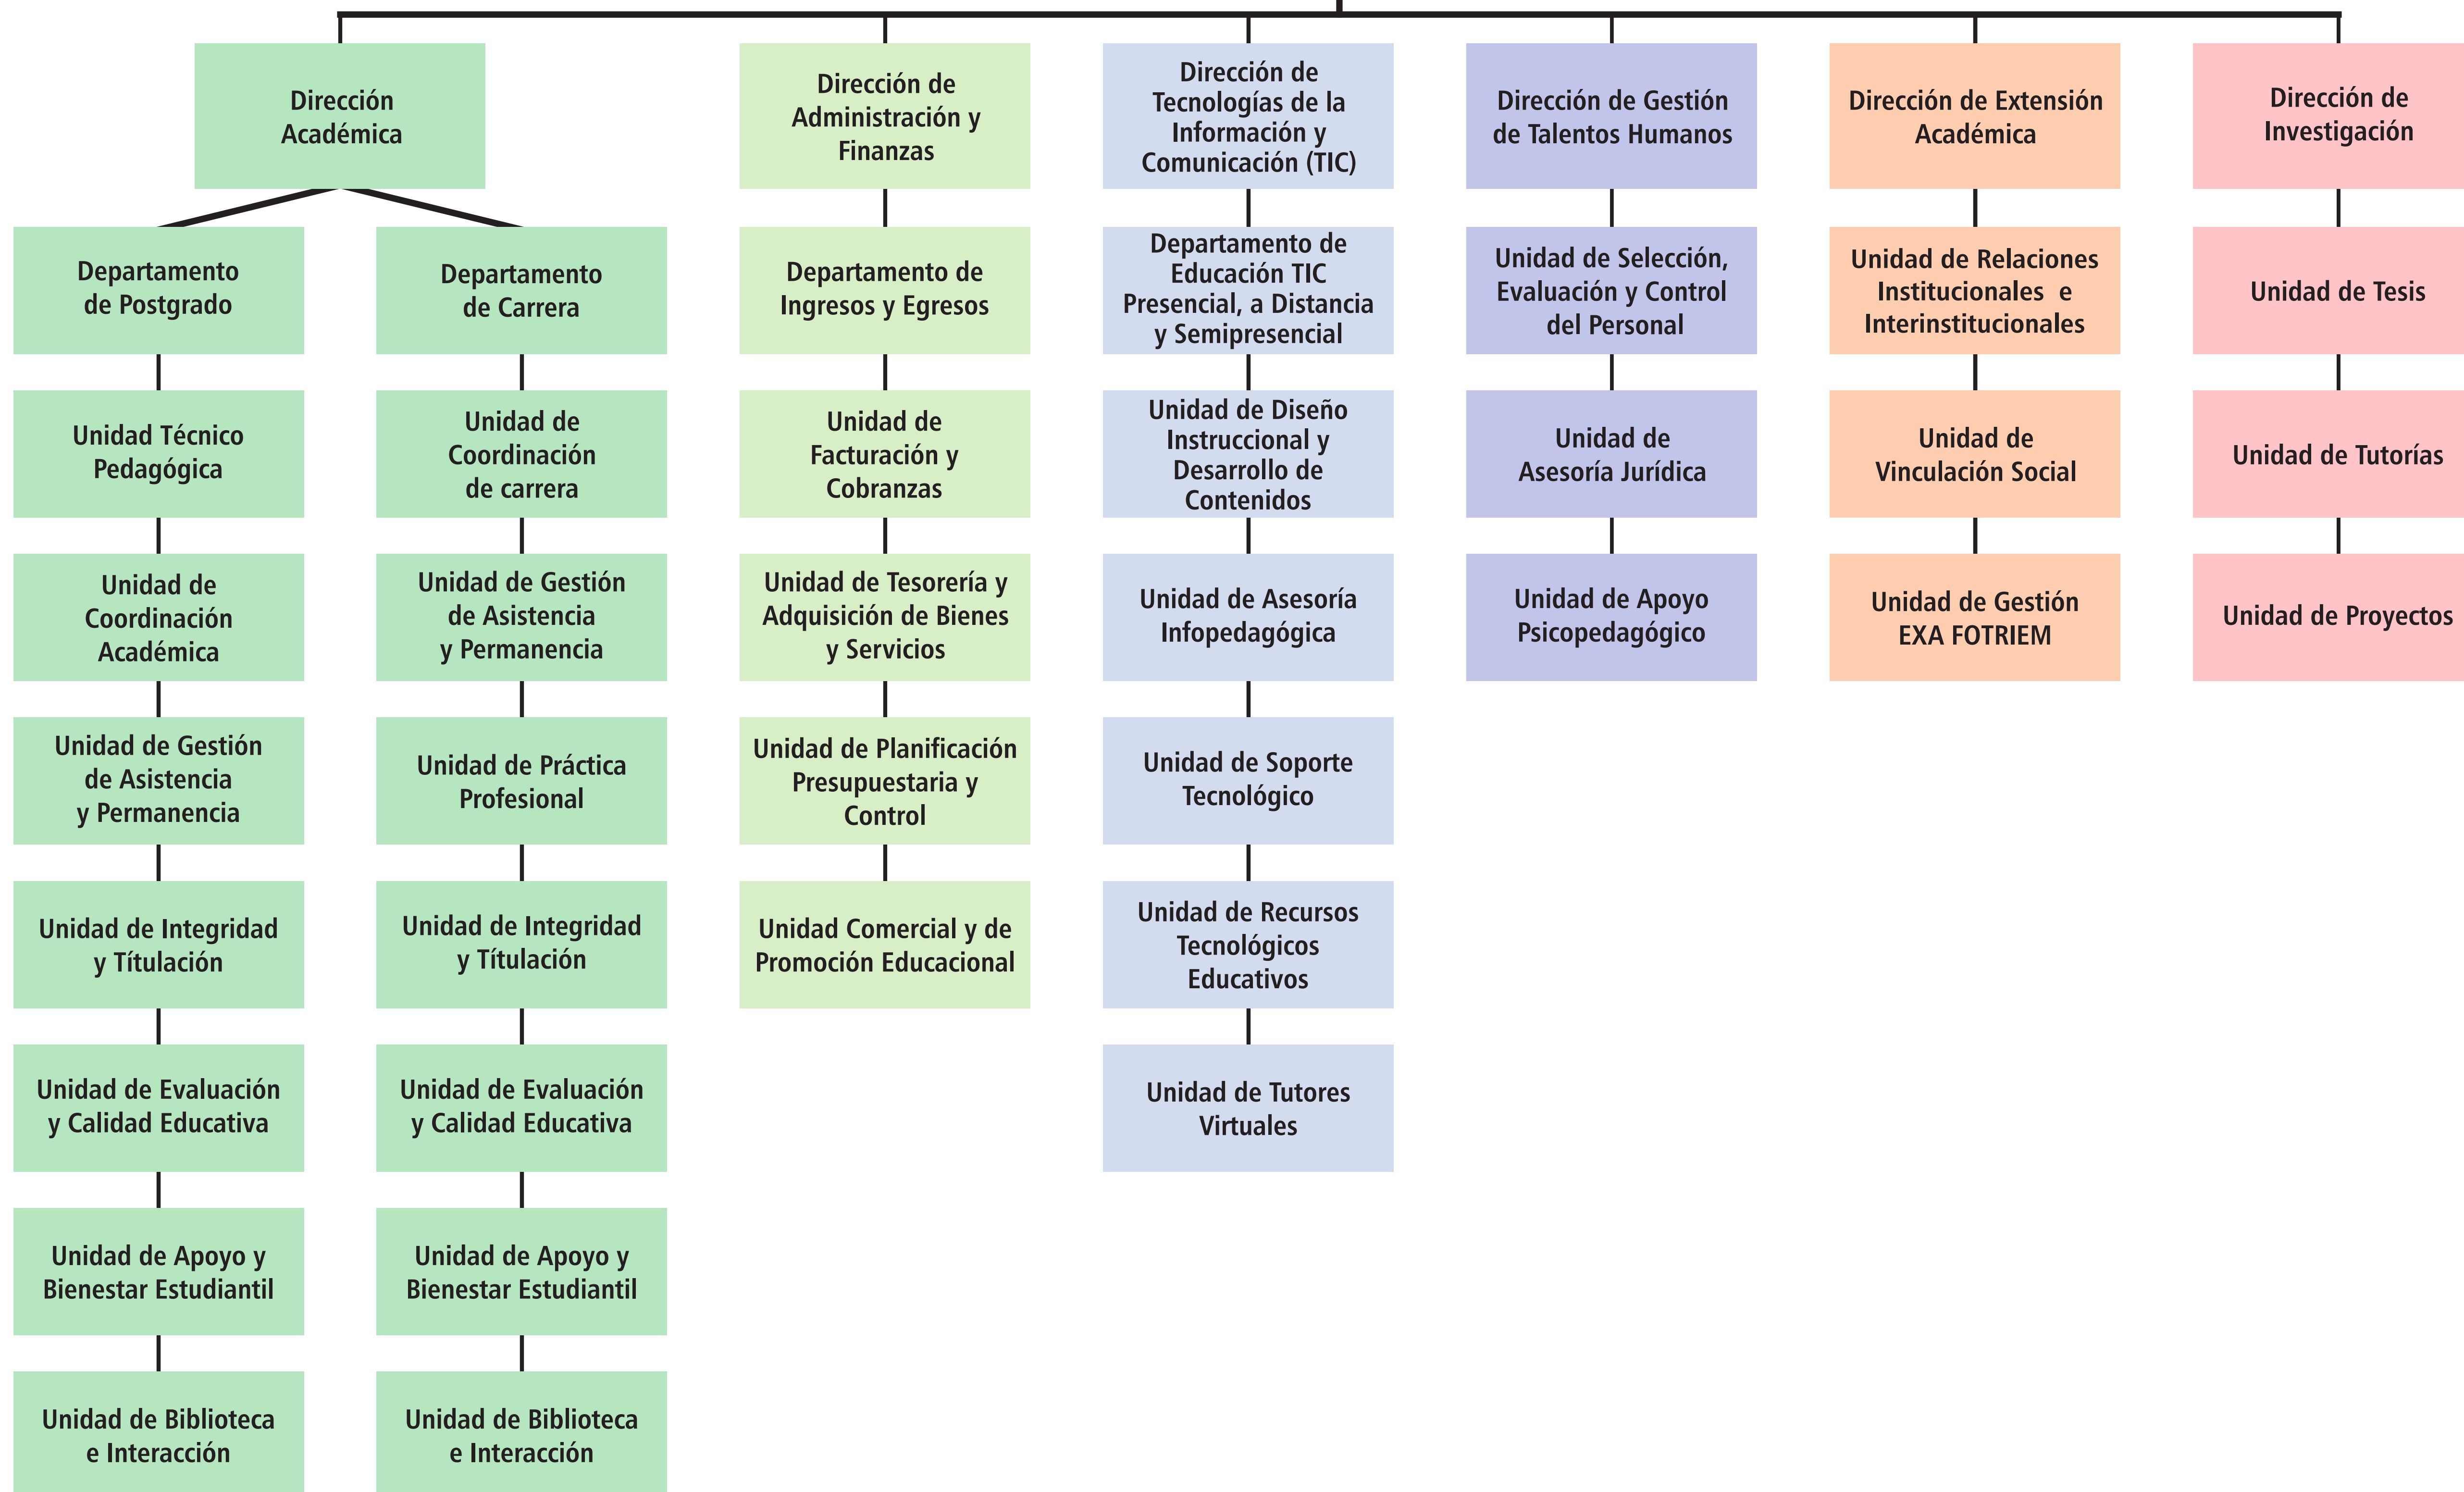 Dirección
Académica
Dirección de
Administración y
Finanzas
Dirección de
Tecnologías de la
Información y
Comunicación (TIC)
Dirección de Gestión
de Talentos Humanos
Dirección de Extensión
Académica
Dirección de
Investigación
Departamento
de Postgrado
Departamento
de Carrera
Departamento de
Ingresos y Egresos
Departamento de
Educación TIC
Presencial, a Distancia
y Semipresencial
Unidad de Selección,
Evaluación y Control
del Personal
Unidad de Relaciones
Institucionales e
Interinstitucionales
Unidad de Tesis
Unidad Técnico
Pedagógica
Unidad de
Coordinación
de carrera
Unidad de
Facturación y
Cobranzas
Unidad de Diseño
Instruccional y
Desarrollo de
Contenidos
Unidad de
Asesoría Jurídica
Unidad de
Vinculación Social
Unidad de Tutorías
Unidad de
Coordinación
Académica
Unidad de Gestión
de Asistencia
y Permanencia
Unidad de Tesorería y
Adquisición de Bienes
y Servicios
Unidad de Asesoría
Infopedagógica
Unidad de Apoyo
Psicopedagógico
Unidad de Gestión
EXA FOTRIEM
Unidad de Proyectos
Unidad de Gestión
de Asistencia
y Permanencia
Unidad de Práctica
Profesional
Unidad de Planificación
Presupuestaria y
Control
Unidad de Soporte
Tecnológico
Unidad de Integridad
y Títulación
Unidad de Integridad
y Títulación
Unidad Comercial y de
Promoción Educacional
Unidad de Recursos
Tecnológicos
Educativos
Unidad de Evaluación
y Calidad Educativa
Unidad de Evaluación
y Calidad Educativa
Unidad de Tutores
Virtuales
Unidad de Apoyo y
Bienestar Estudiantil
Unidad de Apoyo y
Bienestar Estudiantil
Unidad de Biblioteca
e Interacción
Unidad de Biblioteca
e Interacción